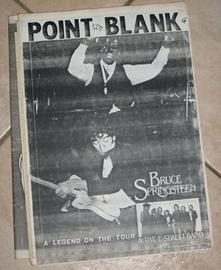 POINT BLANK
50p
4
BRUCE
SPRINGSTEEN
A LEGEND ON THE TOUR
& THE E-STREET BAND